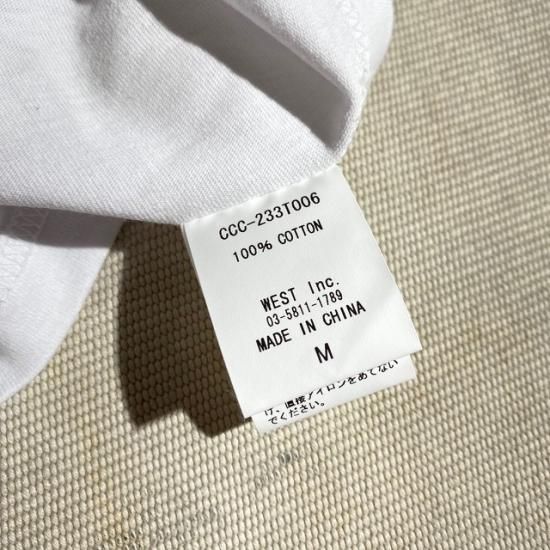 CCC-233T006
100% COTTON
WEST Inc.
03-5811-1789
MADE IN CHINA
M
け、直接アイロンをあてない
でください。